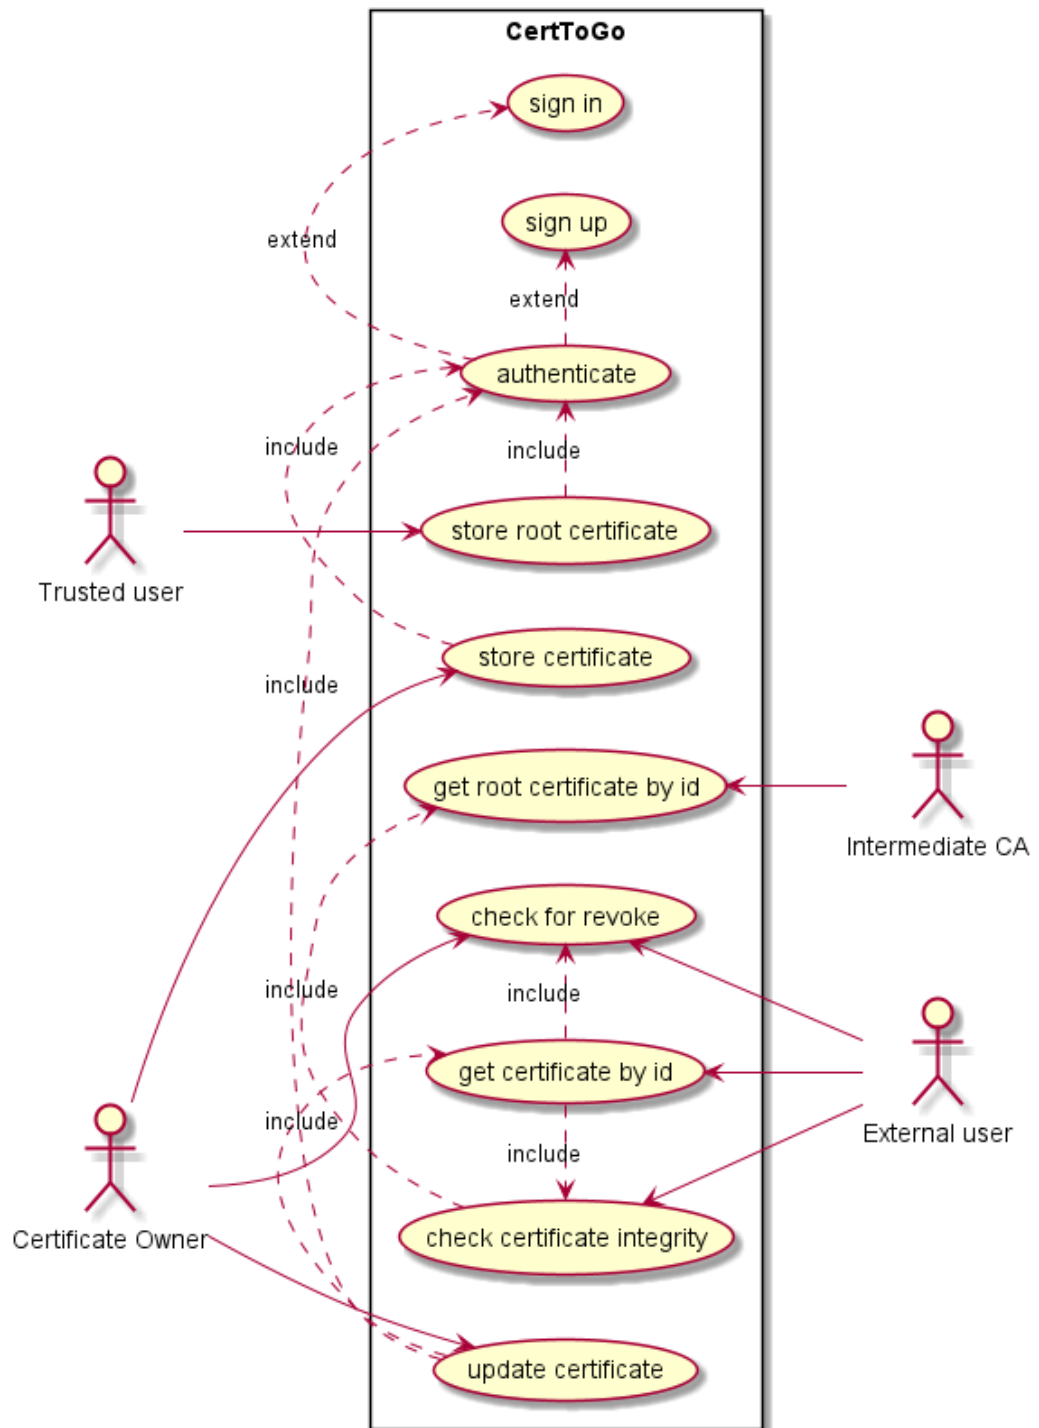 CertToGo
sign in
sign up
extend
extend
authenticate
include
include
store root certificate
Trusted user
store certificate
include
get root certificate by id
Intermediate CA
check for revoke
include
include
get certificate by id
include
External user
include
Certificate Owner
check certificate integrity
update certificate